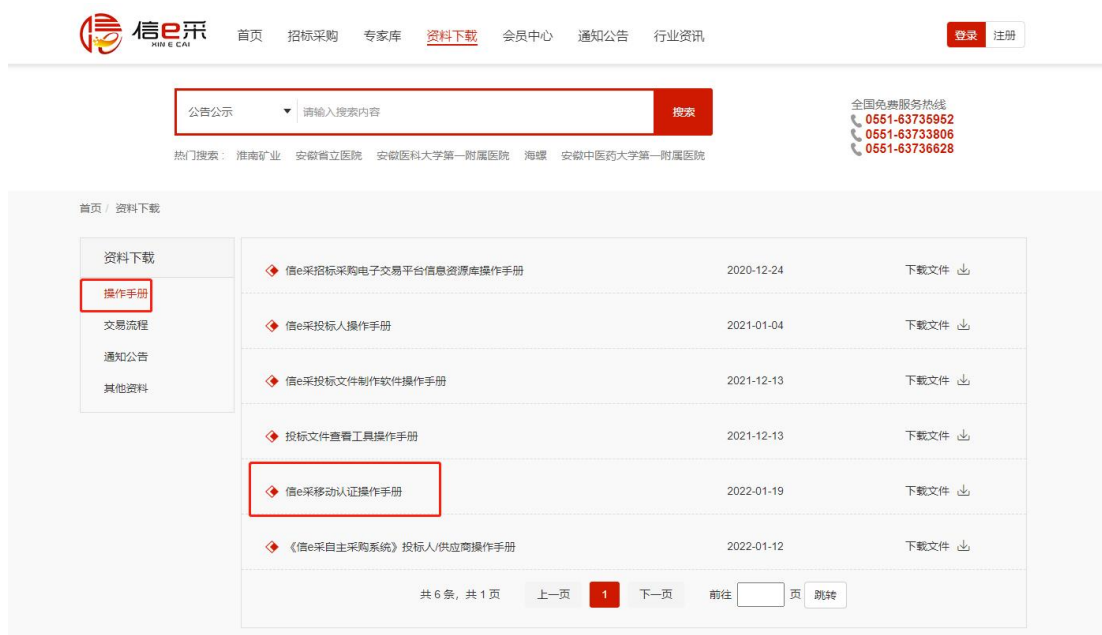 信e采
XIN E CAI
首页 招标采购 专家库 资料下载 会员中心 通知公告 行业资讯
登录 注册
公告公示 请输入搜索内容 搜索
热门搜索: 淮南矿业 安徽省立医院 安徽医科大学第一附属医院 海螺 安徽中医药大学第一附属医院
全国免费服务热线
0551-63735952
0551-63733806
0551-63736628
首页 / 资料下载
资料下载
操作手册
交易流程
通知公告
其他资料
信e采招标采购电子交易平台信息资源库操作手册 2020-12-24 下载文件
信e采投标人操作手册 2021-01-04 下载文件
信e采投标文件制作软件操作手册 2021-12-13 下载文件
投标文件查看工具操作手册 2021-12-13 下载文件
信e采移动认证操作手册 2022-01-19 下载文件
《信e采自主采购系统》投标人/供应商操作手册 2022-01-12 下载文件
共 6 条, 共 1 页 上一页 1 下一页 前往 页 跳转